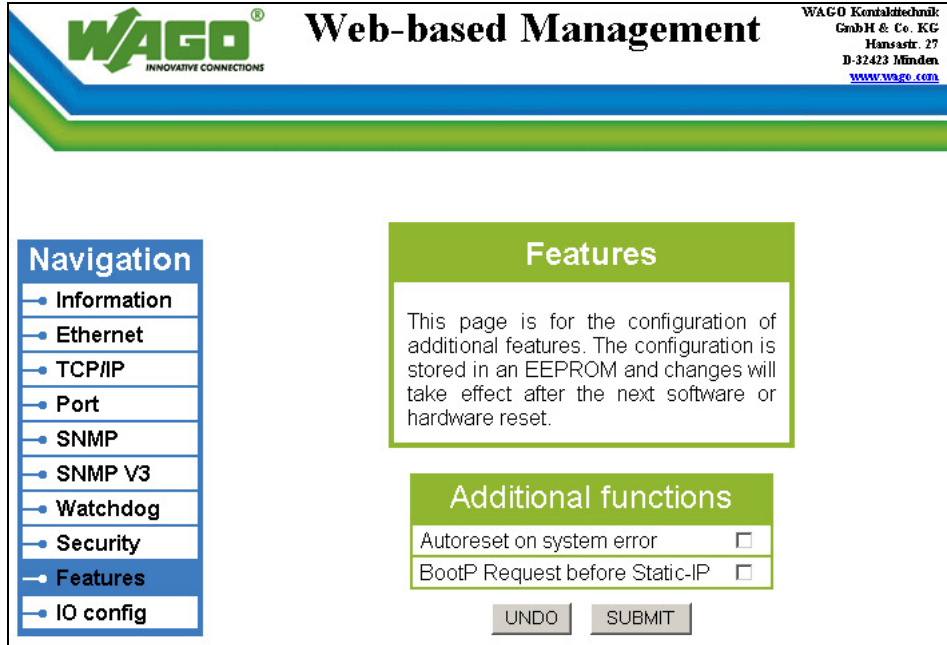 WAGO®
INNOVATIVE CONNECTIONS
Web-based Management
WAGO Kontakttechnik
GmbH & Co. KG
Hansastr. 27
D-32423 Minden
www.wago.com
Navigation
Information
Ethernet
TCP/IP
Port
SNMP
SNMP V3
Watchdog
Security
Features
IO config
Features
This page is for the configuration of
additional features. The configuration is
stored in an EEPROM and changes will
take effect after the next software or
hardware reset.
Additional functions
Autoreset on system error
BootP Request before Static-IP
UNDO SUBMIT